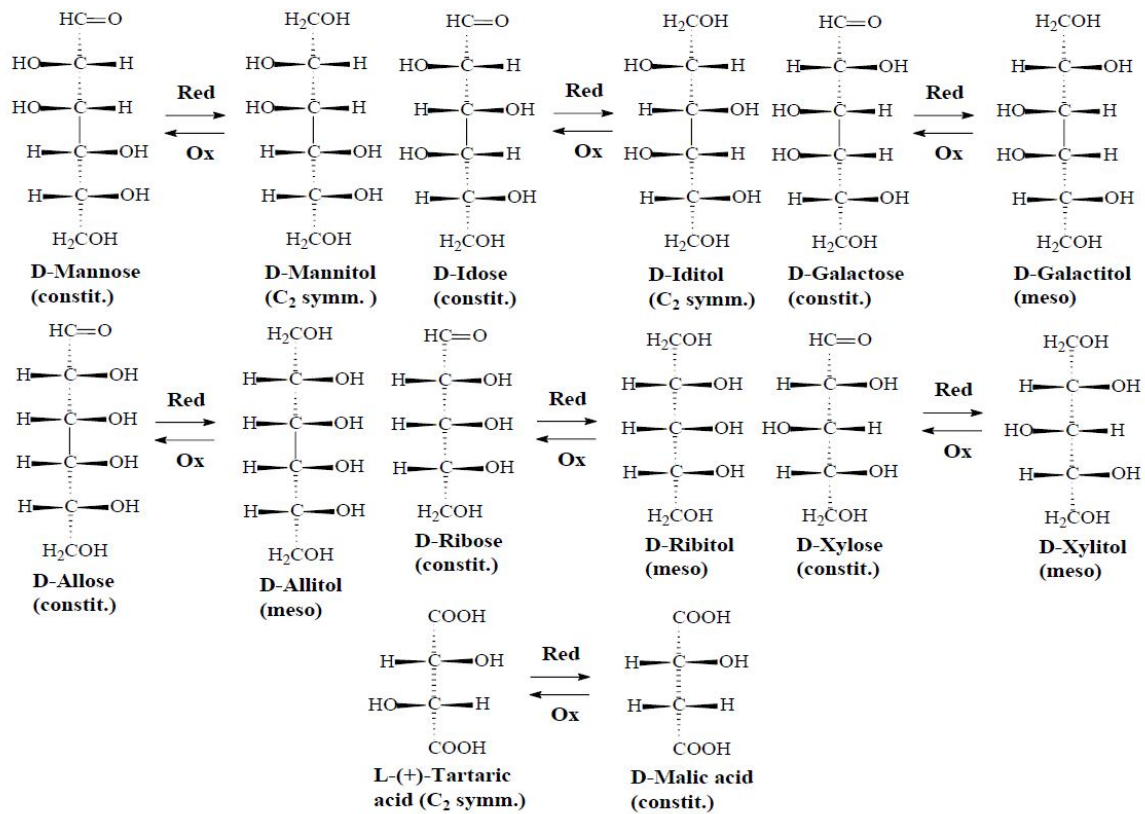 HC=O H₂COH HC=O H₂COH HC=O H₂COH
HO C H HO C H HO C H HO C H H C OH H C OH
Red Red Red
HO C H HO C H H C OH H C OH HO C H HO C H
Ox Ox Ox
H C OH H C OH HO C H HO C H HO C H HO C H
H C OH H C OH H C OH H C OH H C OH H C OH
H₂COH H₂COH H₂COH H₂COH H₂COH H₂COH
D-Mannose D-Mannitol D-Idose D-Iditol D-Galactose D-Galactitol
(constit.) (C₂ symm. ) (constit.) (C₂ symm.) (constit.) (meso)
HC=O H₂COH HC=O H₂COH HC=O H₂COH
H C OH H C OH H C OH H C OH H C OH H C OH
Red Red Red
H C OH H C OH H C OH H C OH HO C H HO C H
Ox Ox Ox
H C OH H C OH H C OH H C OH H C OH H C OH
H C OH H C OH
H₂COH H₂COH H₂COH H₂COH H₂COH H₂COH
D-Allose D-Allitol D-Ribose D-Ribitol D-Xylose D-Xylitol
(constit.) (meso) (constit.) (meso) (constit.) (meso)
COOH COOH
H C OH Red H C OH
HO C H Ox H C H
COOH COOH
L-(+)-Tartaric D-Malic acid
acid (C₂ symm.) (constit.)